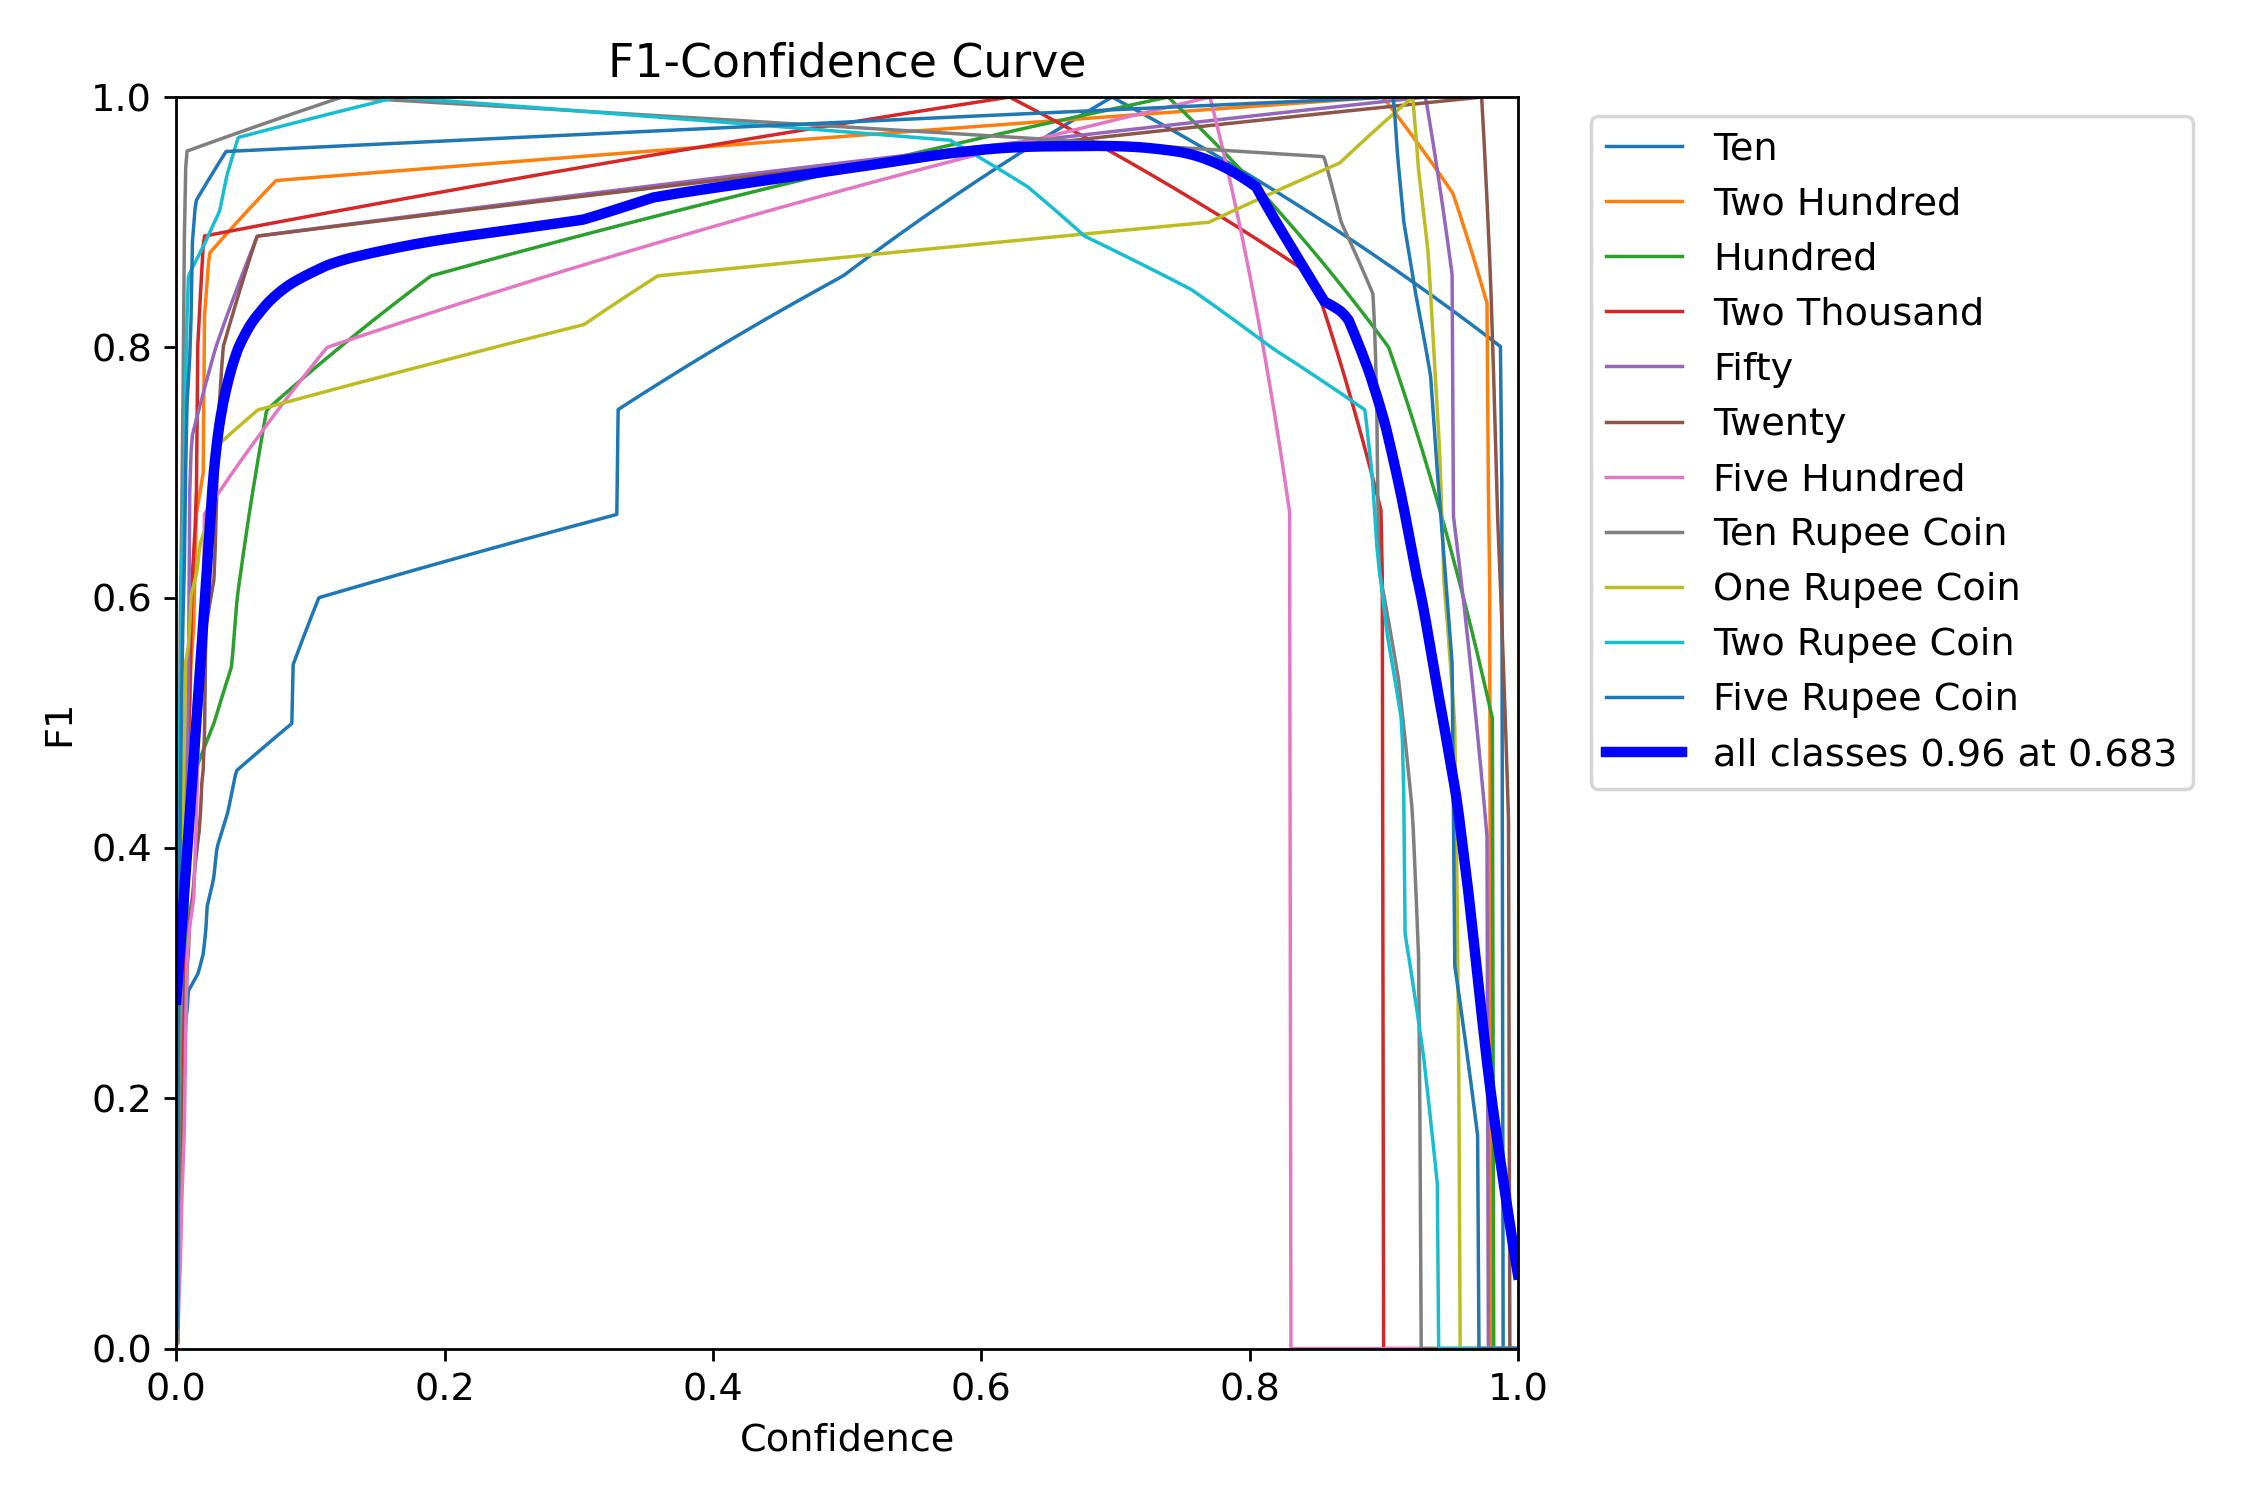 F1-Confidence Curve
1.0
0.8
0.6
0.4
0.2
0.0
F1
0.0 0.2 0.4 0.6 0.8 1.0
Confidence
Ten
Two Hundred
Hundred
Two Thousand
Fifty
Twenty
Five Hundred
Ten Rupee Coin
One Rupee Coin
Two Rupee Coin
Five Rupee Coin
all classes 0.96 at 0.683